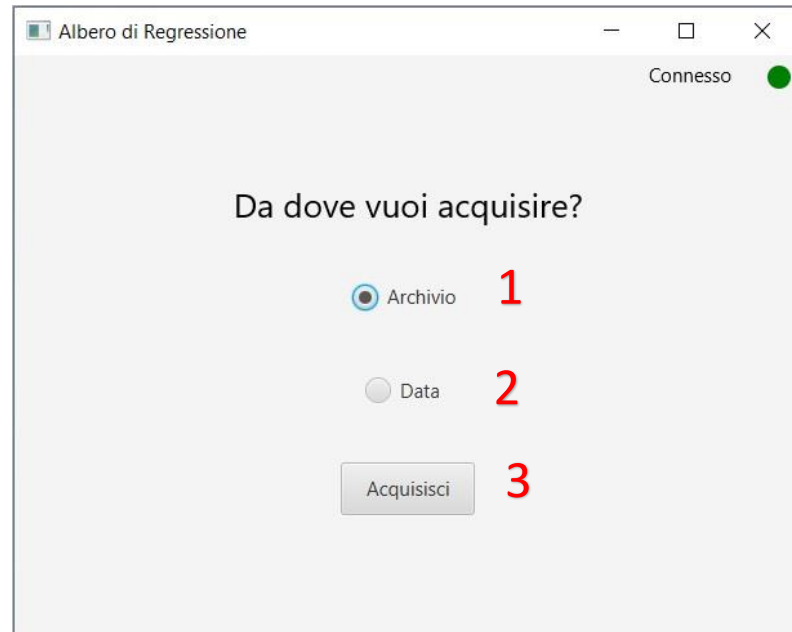 Albero di Regressione
Connesso
Da dove vuoi acquisire?
Archivio 1
Data 2
Acquisisci 3